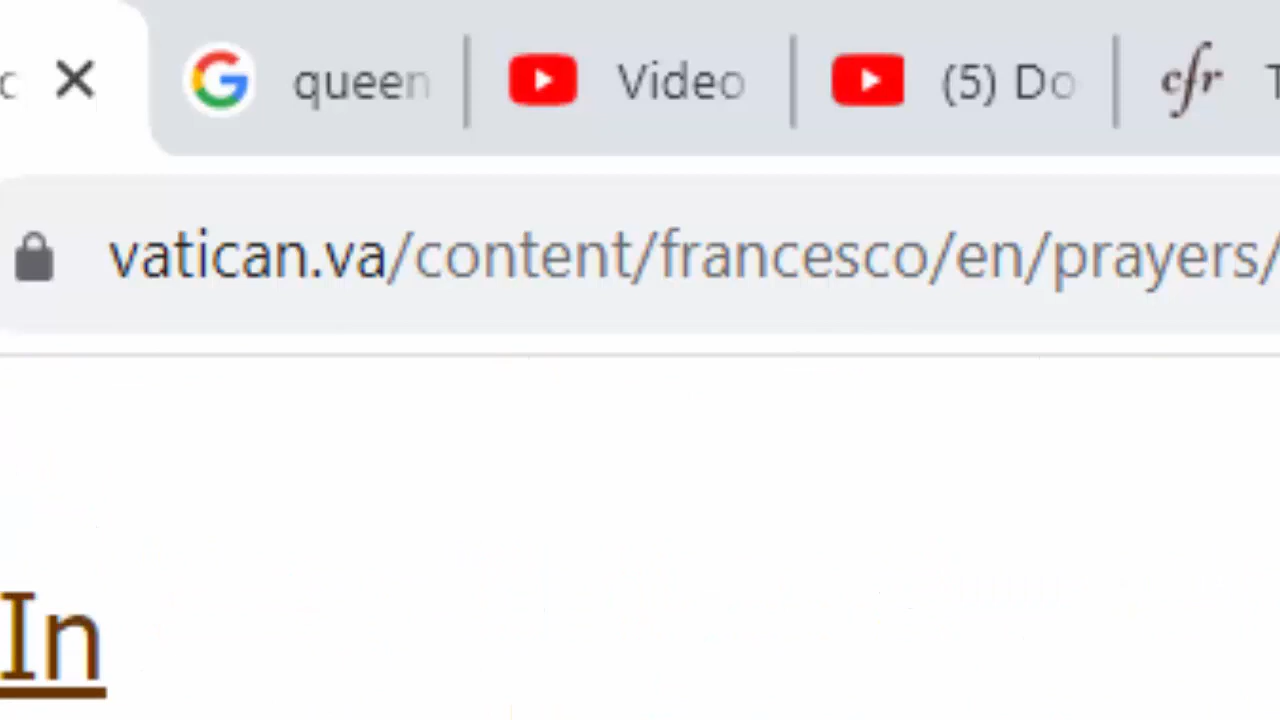 c queen Video (5) Do cfr T
vatican.va/content/francesco/en/prayers/
In